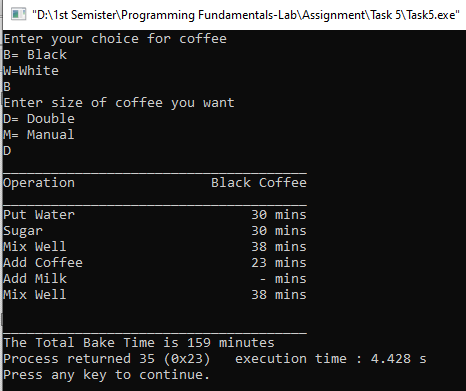 "D:\1st Semister\Programming Fundamentals-Lab\Assignment\Task 5\Task5.exe"
Enter your choice for coffee
B= Black
W=White
B
Enter size of coffee you want
D= Double
M= Manual
D
Operation                 Black Coffee
Put Water                      30 mins
Sugar                          30 mins
Mix Well                       38 mins
Add Coffee                     23 mins
Add Milk                        - mins
Mix Well                       38 mins
The Total Bake Time is 159 minutes
Process returned 35 (0x23)   execution time : 4.428 s
Press any key to continue.